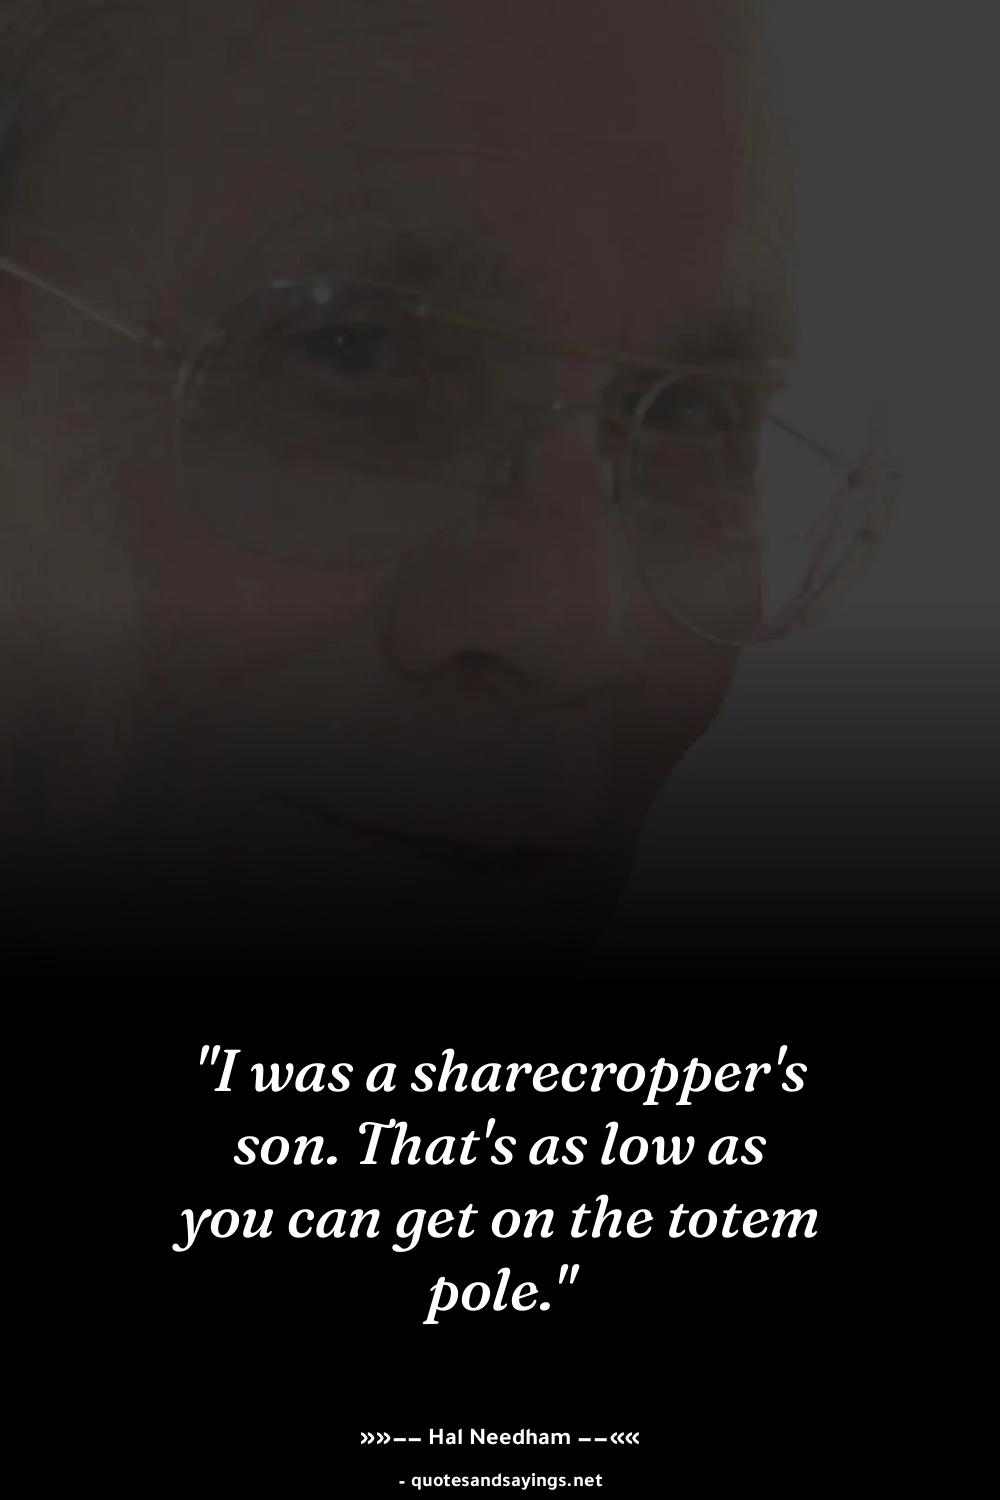 "I was a sharecropper's
son. That's as low as
you can get on the totem
pole."
»»−− Hal Needham −−««
- quotesandsayings.net